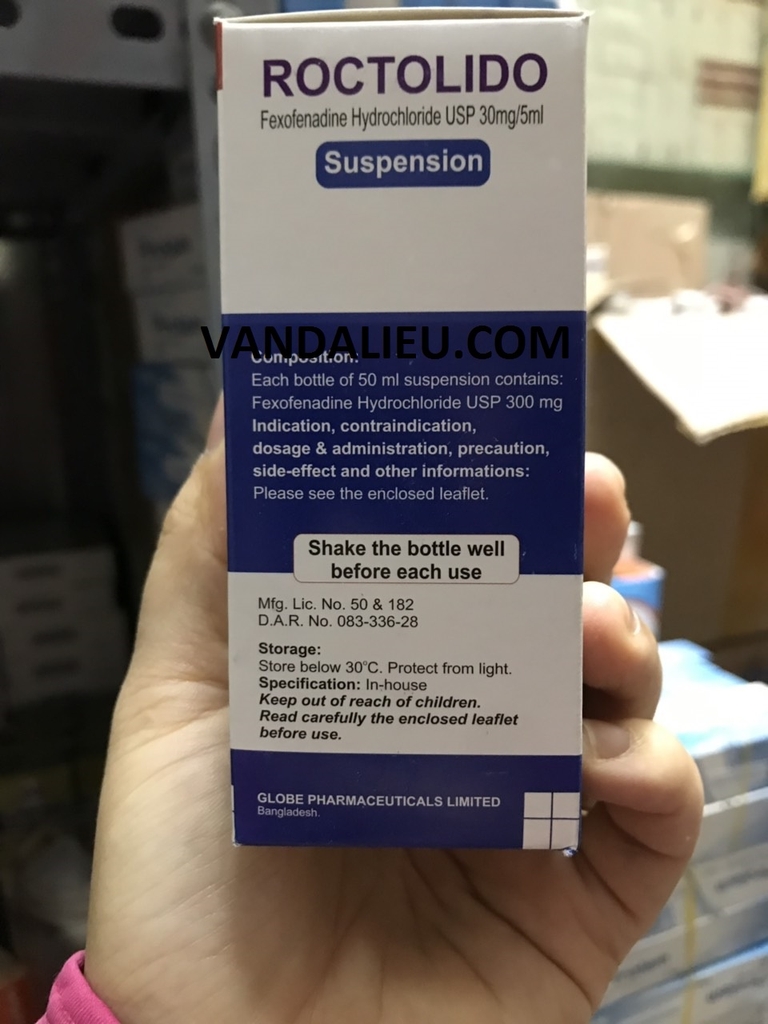 ROCTOLIDO
Fexofenadine Hydrochloride USP 30mg/5ml
Suspension
VANDALIEU.COM
Composition:
Each bottle of 50 ml suspension contains:
Fexofenadine Hydrochloride USP 300 mg
Indication, contraindication,
dosage & administration, precaution,
side-effect and other informations:
Please see the enclosed leaflet.
Shake the bottle well
before each use
Mfg. Lic. No. 50 & 182
D.A.R. No. 083-336-28
Storage:
Store below 30°C. Protect from light.
Specification: In-house
Keep out of reach of children.
Read carefully the enclosed leaflet
before use.
GLOBE PHARMACEUTICALS LIMITED
Bangladesh.